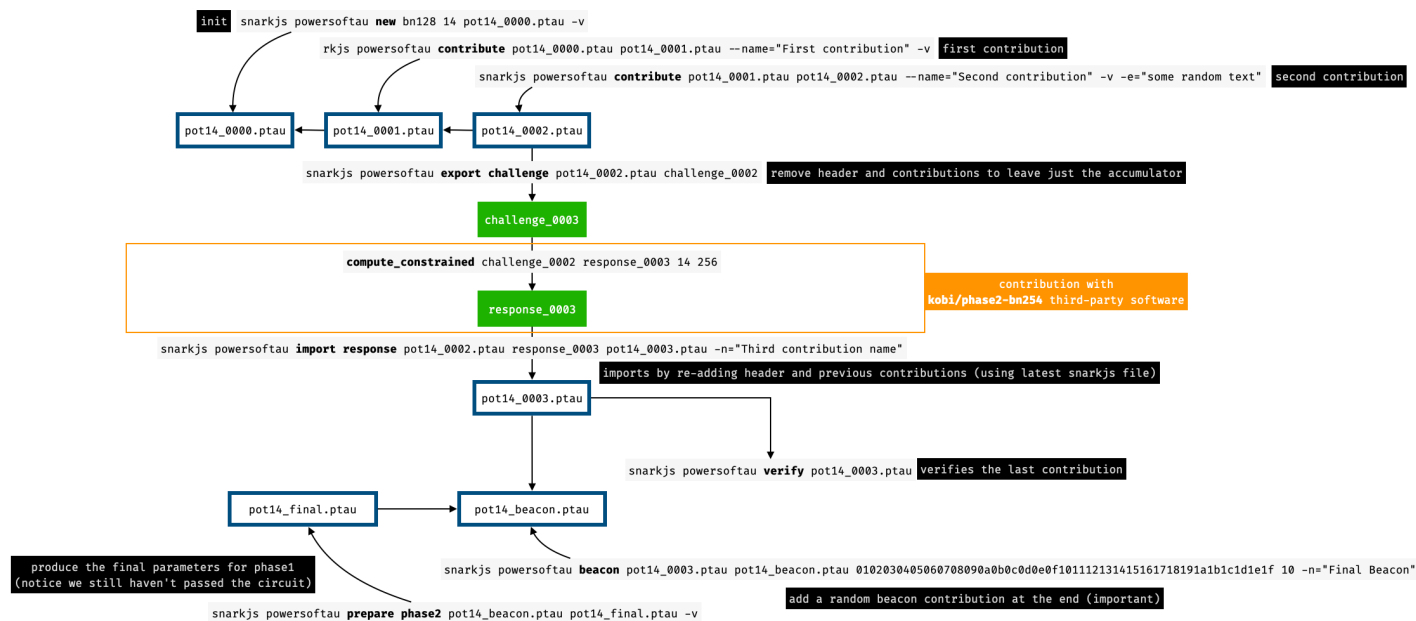 init snarkjs powersoftau new bn128 14 pot14_0000.ptau -v
rkjs powersoftau contribute pot14_0000.ptau pot14_0001.ptau --name="First contribution" -v first contribution
snarkjs powersoftau contribute pot14_0001.ptau pot14_0002.ptau --name="Second contribution" -v -e="some random text" second contribution
pot14_0000.ptau pot14_0001.ptau pot14_0002.ptau
snarkjs powersoftau export challenge pot14_0002.ptau challenge_0002 remove header and contributions to leave just the accumulator
challenge_0003
compute_constrained challenge_0002 response_0003 14 256
contribution with
kobi/phase2-bn254 third-party software
response_0003
snarkjs powersoftau import response pot14_0002.ptau response_0003 pot14_0003.ptau -n="Third contribution name"
imports by re-adding header and previous contributions (using latest snarkjs file)
pot14_0003.ptau
snarkjs powersoftau verify pot14_0003.ptau verifies the last contribution
pot14_final.ptau pot14_beacon.ptau
snarkjs powersoftau beacon pot14_0003.ptau pot14_beacon.ptau 0102030405060708090a0b0c0d0e0f101112131415161718191a1b1c1d1e1f 10 -n="Final Beacon"
produce the final parameters for phase1
(notice we still haven't passed the circuit)
add a random beacon contribution at the end (important)
snarkjs powersoftau prepare phase2 pot14_beacon.ptau pot14_final.ptau -v